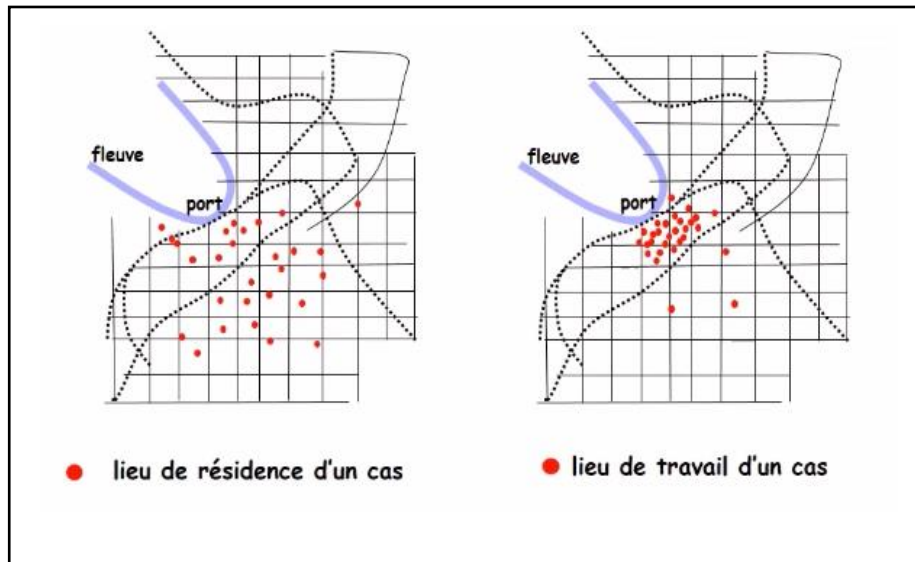 fleuve
port
lieu de résidence d'un cas
fleuve
port
lieu de travail d'un cas